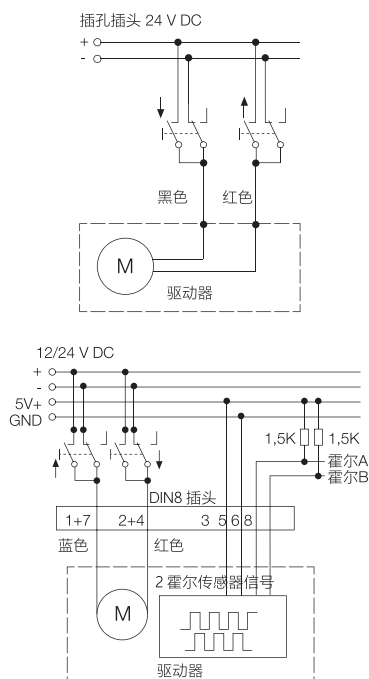 插孔插头 24 V DC
+
-
黑色 红色
M
驱动器
12/24 V DC
+
-
5V+
GND
1,5K 1,5K
霍尔A
霍尔B
DIN8 插头
1+7 2+4 3 5 6 8
蓝色 红色
2 霍尔传感器信号
M
驱动器